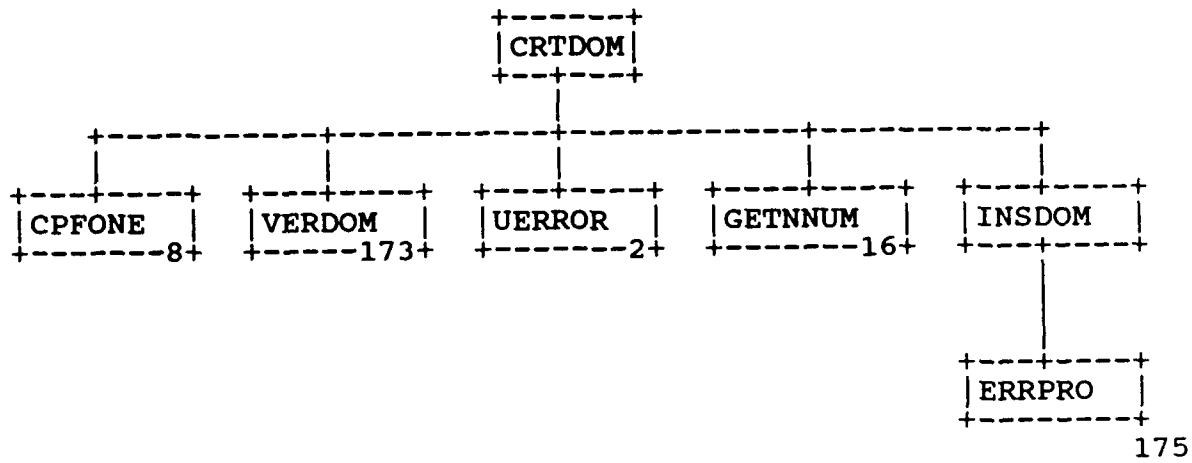 CRTDOM
CPFONE VERDOM UERROR GETNNUM INSDOM
8 173 2 16
ERRPRO
175